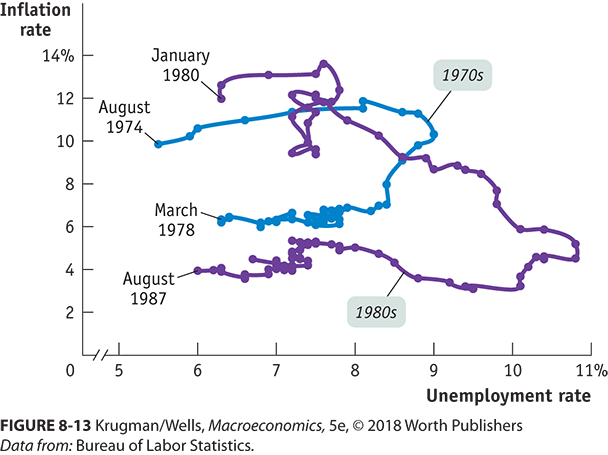 Inflation
rate
14%
12
10
8
6
4
2
0
January
1980
August
1974
March
1978
August
1987
1970s
1980s
5 6 7 8 9 10 11%
Unemployment rate
FIGURE 8-13 Krugman/Wells, Macroeconomics, 5e, © 2018 Worth Publishers
Data from: Bureau of Labor Statistics.